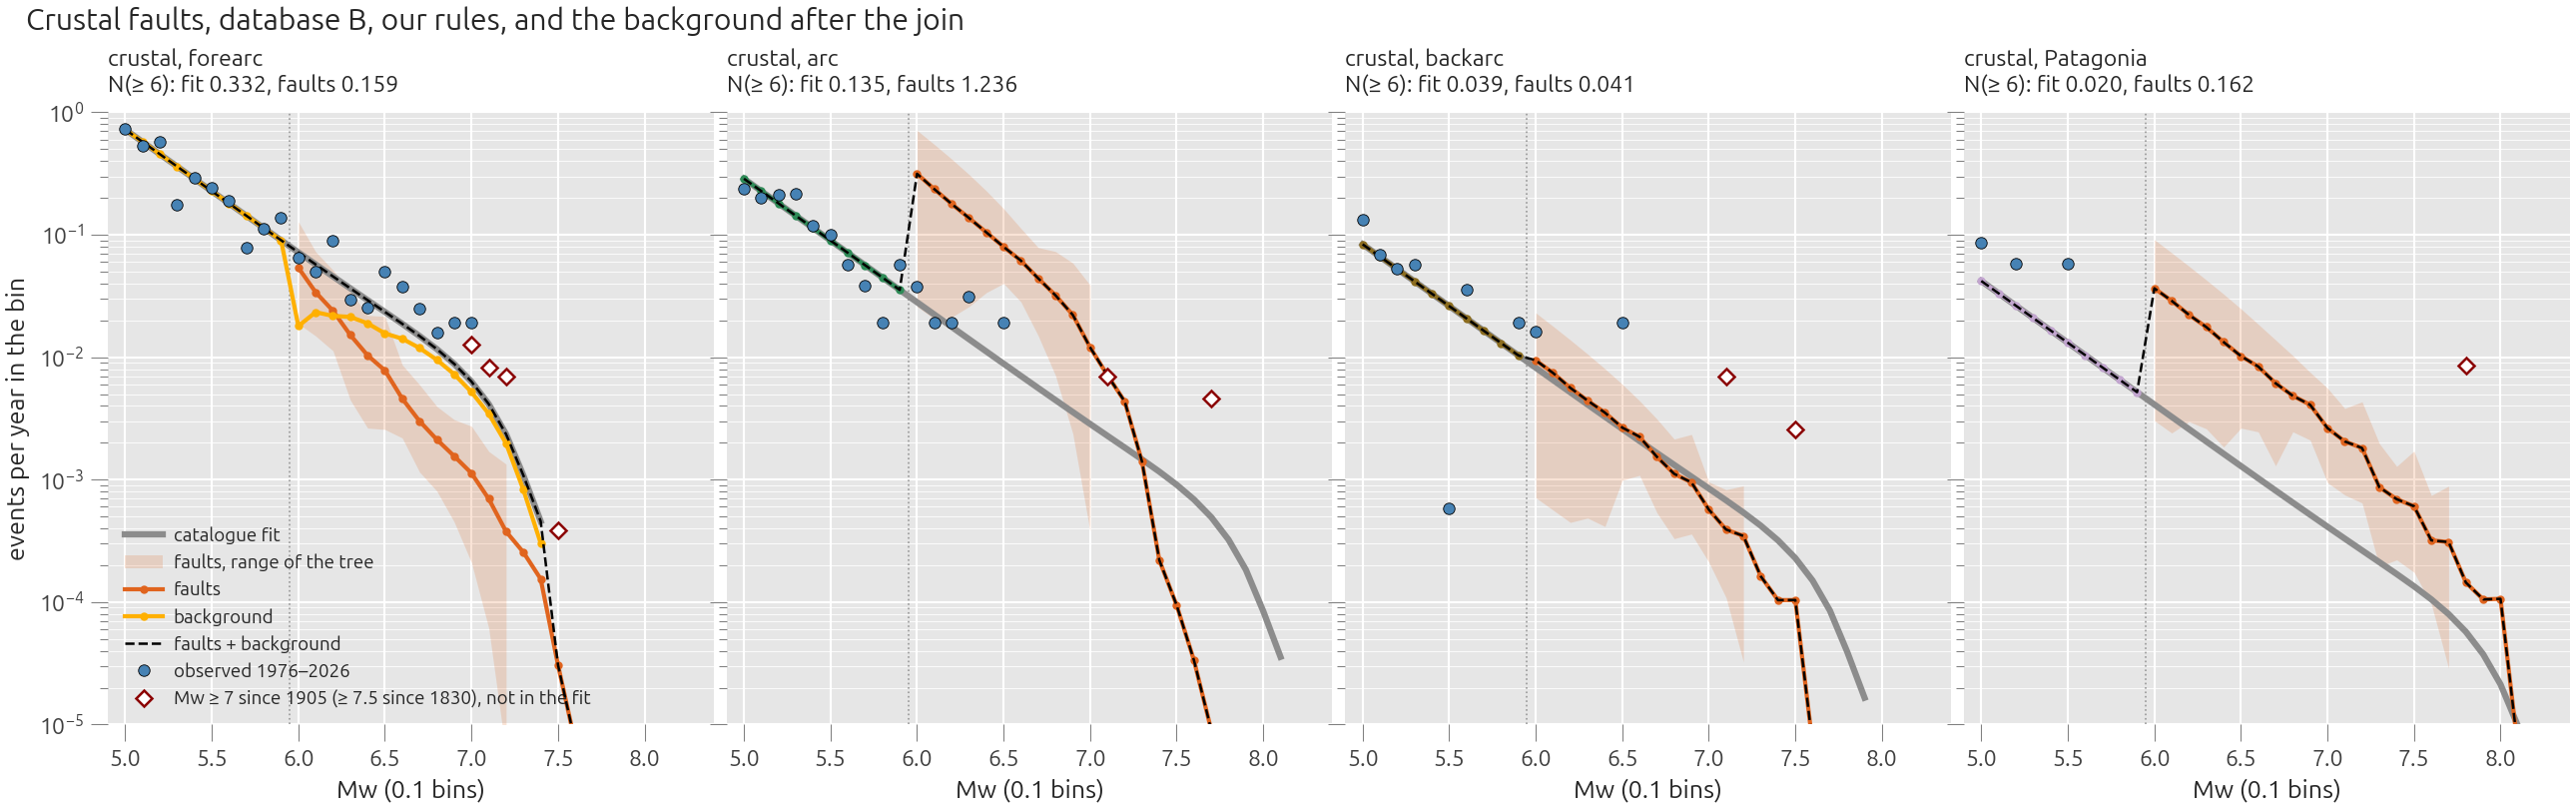 Crustal faults, database B, our rules, and the background after the join
crustal, forearc
N(≥ 6): fit 0.332, faults 0.159
crustal, arc
N(≥ 6): fit 0.135, faults 1.236
crustal, backarc
N(≥ 6): fit 0.039, faults 0.041
crustal, Patagonia
N(≥ 6): fit 0.020, faults 0.162
events per year in the bin
10⁰
10⁻¹
10⁻²
10⁻³
10⁻⁴
10⁻⁵
catalogue fit
faults, range of the tree
faults
background
faults + background
observed 1976–2026
Mw ≥ 7 since 1905 (≥ 7.5 since 1830), not in the fit
5.0 5.5 6.0 6.5 7.0 7.5 8.0
5.0 5.5 6.0 6.5 7.0 7.5 8.0
5.0 5.5 6.0 6.5 7.0 7.5 8.0
5.0 5.5 6.0 6.5 7.0 7.5 8.0
Mw (0.1 bins)
Mw (0.1 bins)
Mw (0.1 bins)
Mw (0.1 bins)